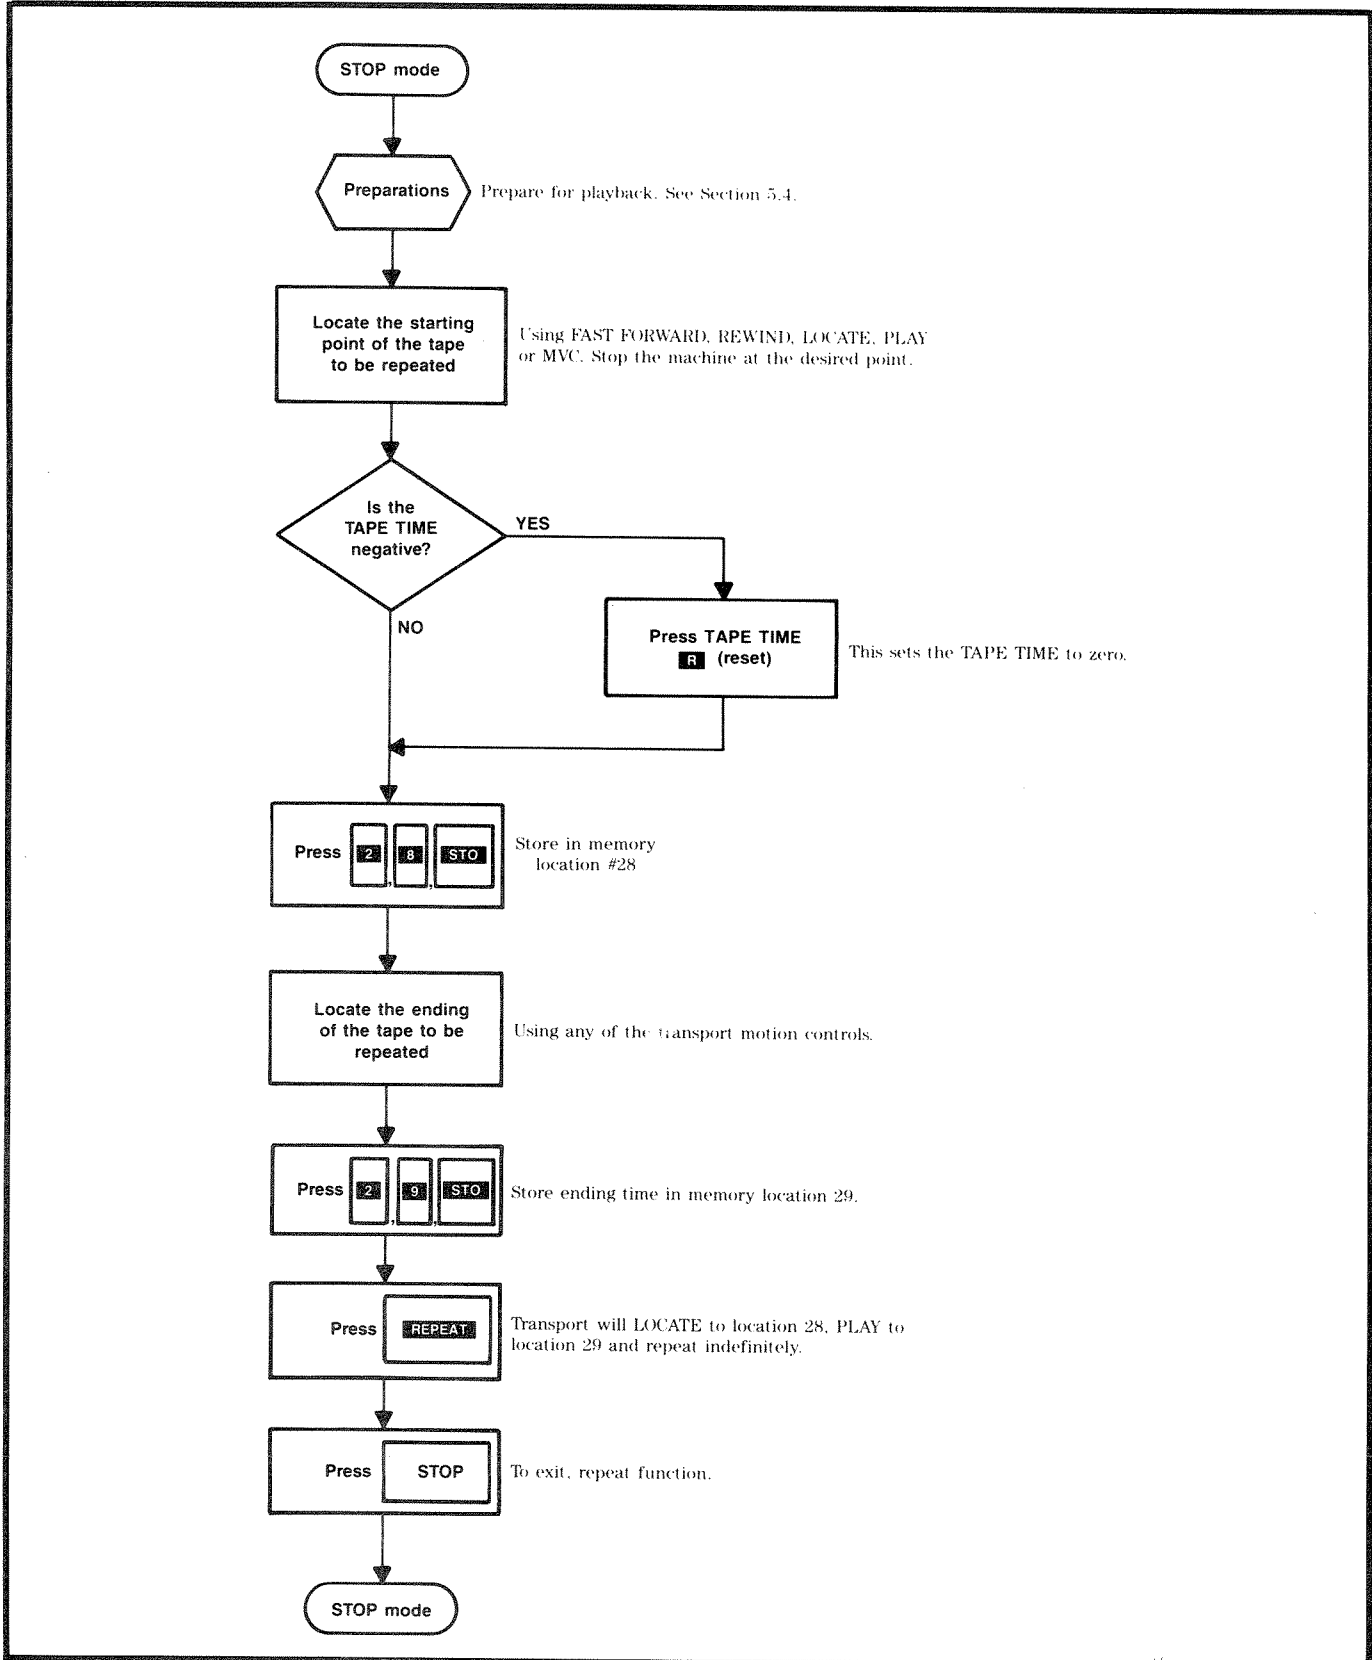 STOP mode
Preparations
Prepare for playback. See Section 5.4.
Locate the starting
point of the tape
to be repeated
Using FAST FORWARD, REWIND, LOCATE, PLAY
or MVC. Stop the machine at the desired point.
Is the
TAPE TIME
negative?
YES
NO
Press TAPE TIME
R (reset)
This sets the TAPE TIME to zero.
Press 2, 8, STO
Store in memory
location #28
Locate the ending
of the tape to be
repeated
Using any of the transport motion controls.
Press 2, 9, STO
Store ending time in memory location 29.
Press REPEAT
Transport will LOCATE to location 28, PLAY to
location 29 and repeat indefinitely.
Press STOP
To exit, repeat function.
STOP mode